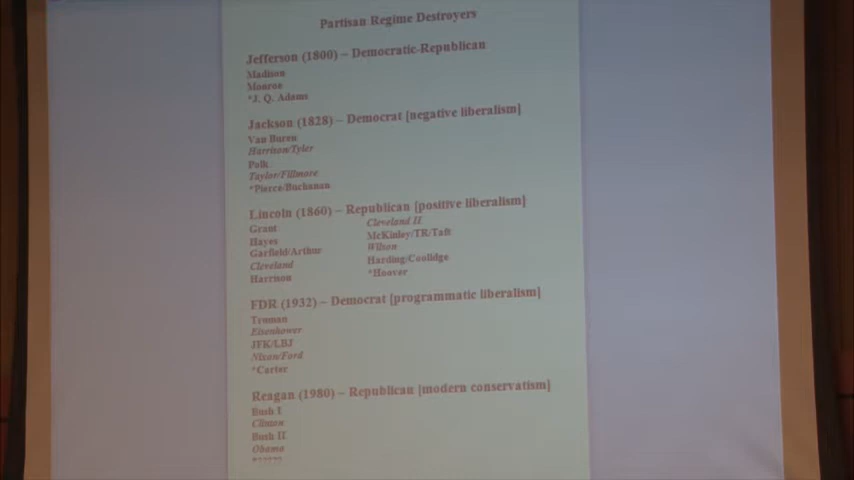 Partisan Regime Destroyers
Jefferson (1800) – Democratic-Republican
Madison
Monroe
*J. Q. Adams
Jackson (1828) – Democrat [negative liberalism]
Van Buren
Harrison/Tyler
Polk
Taylor/Fillmore
*Pierce/Buchanan
Lincoln (1860) – Republican [positive liberalism]
Grant
Hayes
Garfield/Arthur
Cleveland
Harrison
Cleveland II
McKinley/TR/Taft
Wilson
Harding/Coolidge
*Hoover
FDR (1932) – Democrat [programmatic liberalism]
Truman
Eisenhower
JFK/LBJ
Nixon/Ford
*Carter
Reagan (1980) – Republican [modern conservatism]
Bush I
Clinton
Bush II
Obama